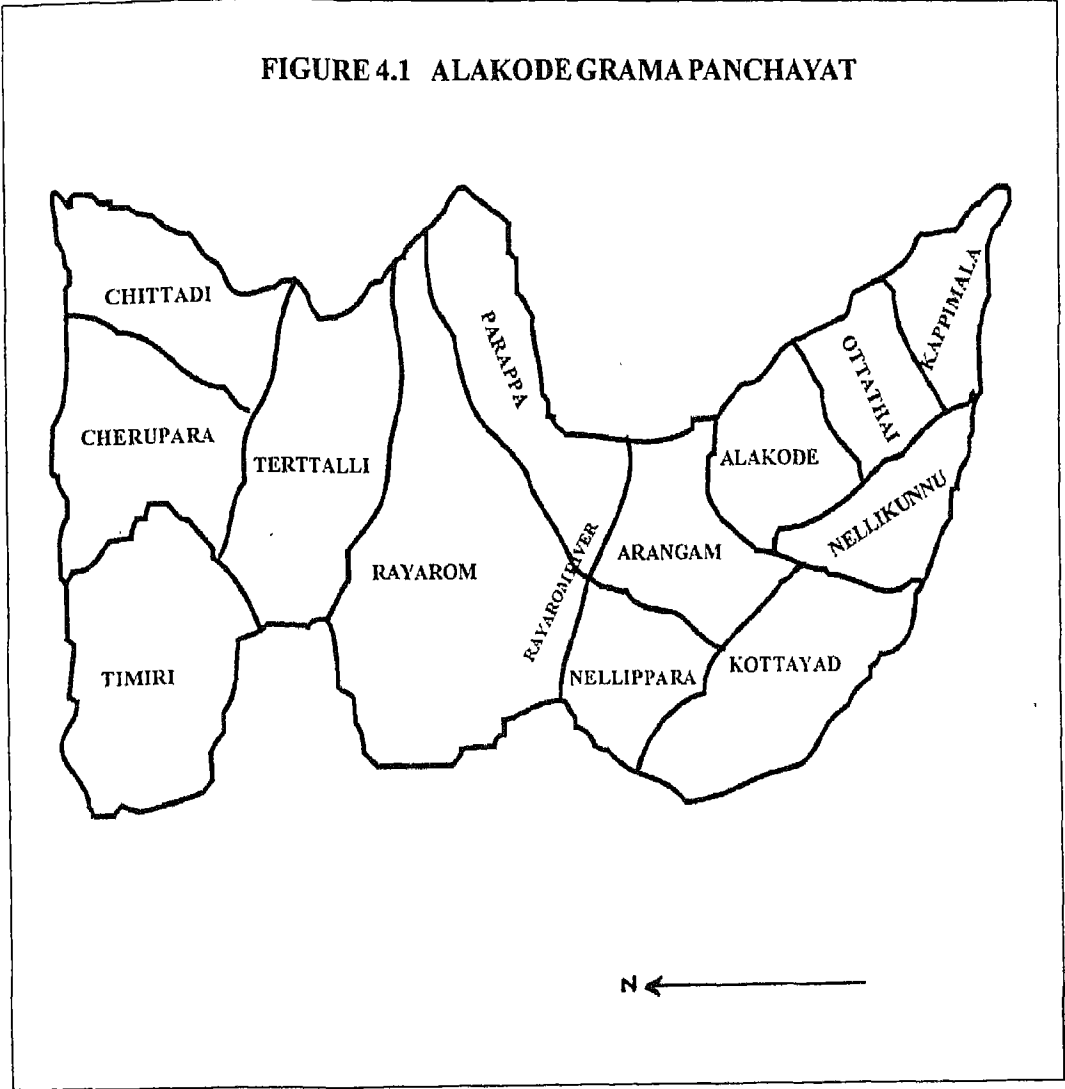 FIGURE 4.1 ALAKODE GRAMA PANCHAYAT
CHITTADI
CHERUPARA
TIMIRI
TERTTALLI
RAYAROM
PARAPPA
RAYAROM RIVER
ARANGAM
NELLIPPARA
ALAKODE
OTTATHAI
KAPPIMALA
NELLIKUNNU
KOTTAYAD
N